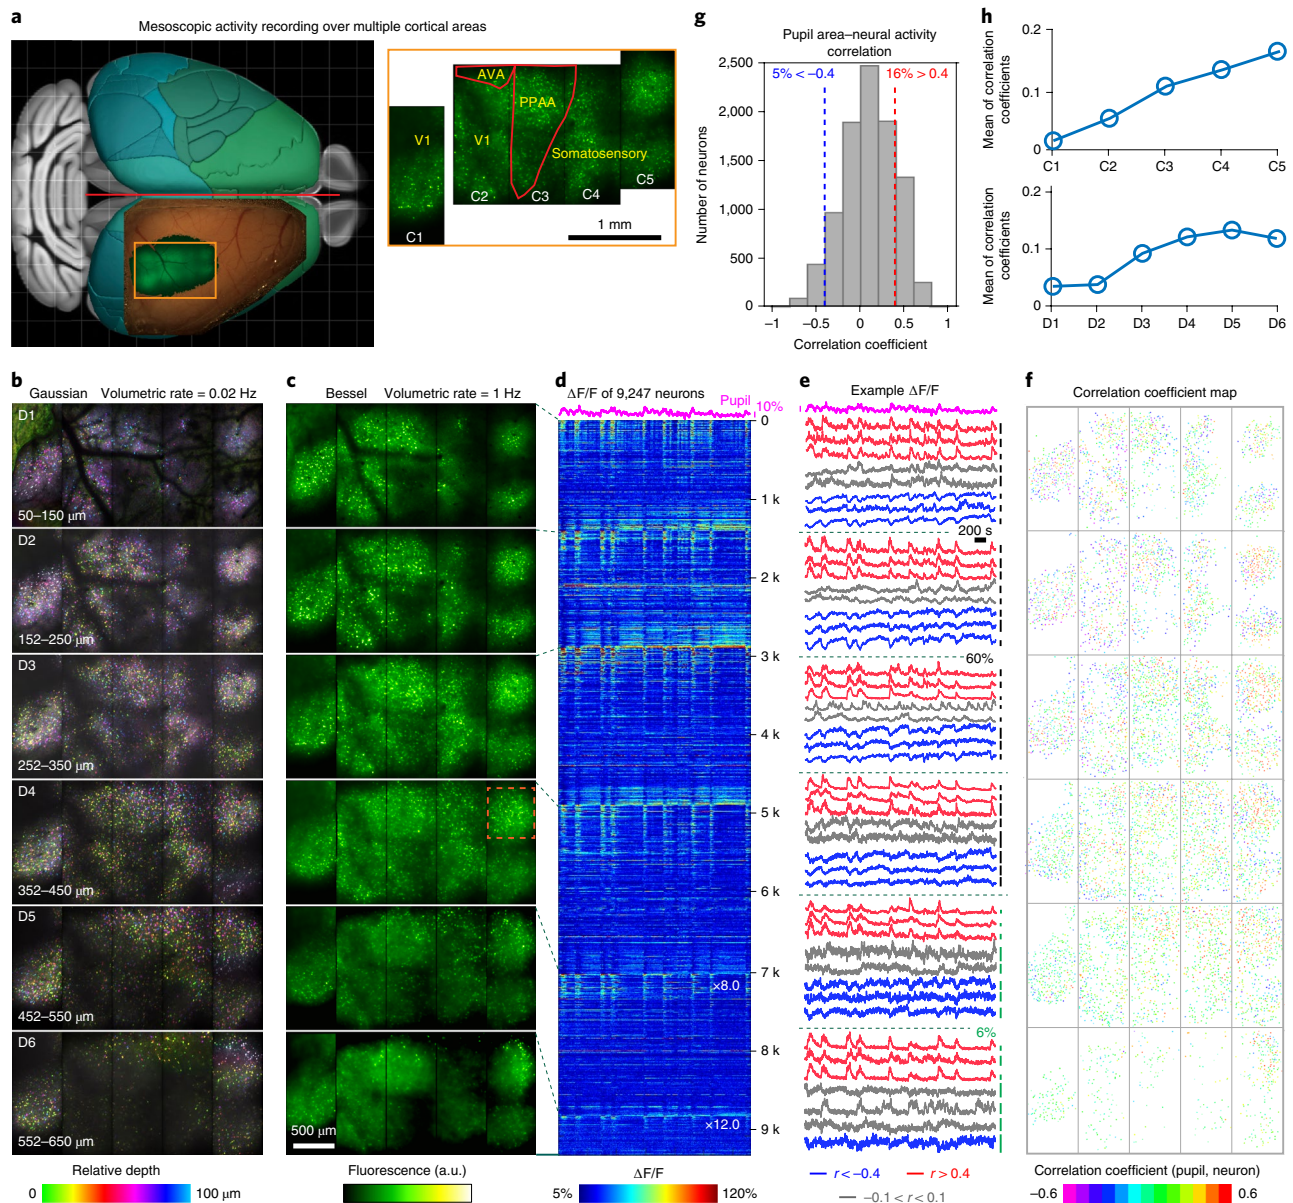 a
Mesoscopic activity recording over multiple cortical areas
AVA
PPAA
V1
V1
Somatosensory
C1
C2
C3
C4
C5
1 mm
g
Pupil area–neural activity
correlation
5% < −0.4
16% > 0.4
Number of neurons
2,500
2,000
1,500
1,000
500
0
−1
−0.5
0
0.5
1
Correlation coefficient
h
Mean of correlation
coefficients
0.2
0.1
0
C1
C2
C3
C4
C5
Mean of correlation
coefficients
0.2
0.1
0
D1
D2
D3
D4
D5
D6
b
Gaussian Volumetric rate = 0.02 Hz
D1
50–150 µm
D2
152–250 µm
D3
252–350 µm
D4
352–450 µm
D5
452–550 µm
D6
552–650 µm
Relative depth
0
100 µm
c
Bessel Volumetric rate = 1 Hz
500 µm
Fluorescence (a.u.)
d
ΔF/F of 9,247 neurons
Pupil
10%
0
1 k
2 k
3 k
4 k
5 k
6 k
7 k
8 k
9 k
×8.0
×12.0
ΔF/F
5%
120%
e
Example ΔF/F
200 s
60%
6%
r < −0.4
r > 0.4
−0.1 < r < 0.1
f
Correlation coefficient map
Correlation coefficient (pupil, neuron)
−0.6
0.6